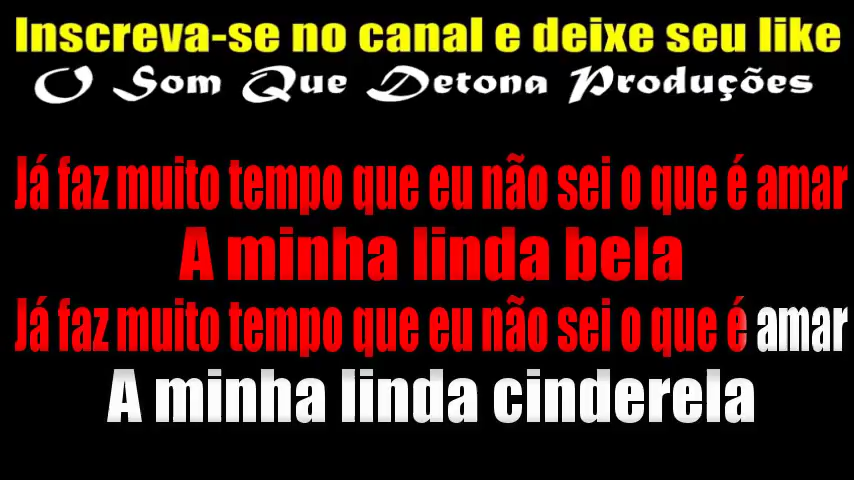 Inscreva-se no canal e deixe seu like
O Som Que Detona Produções
Já faz muito tempo que eu não sei o que é amar
A minha linda bela
Já faz muito tempo que eu não sei o que é amar
A minha linda cinderela